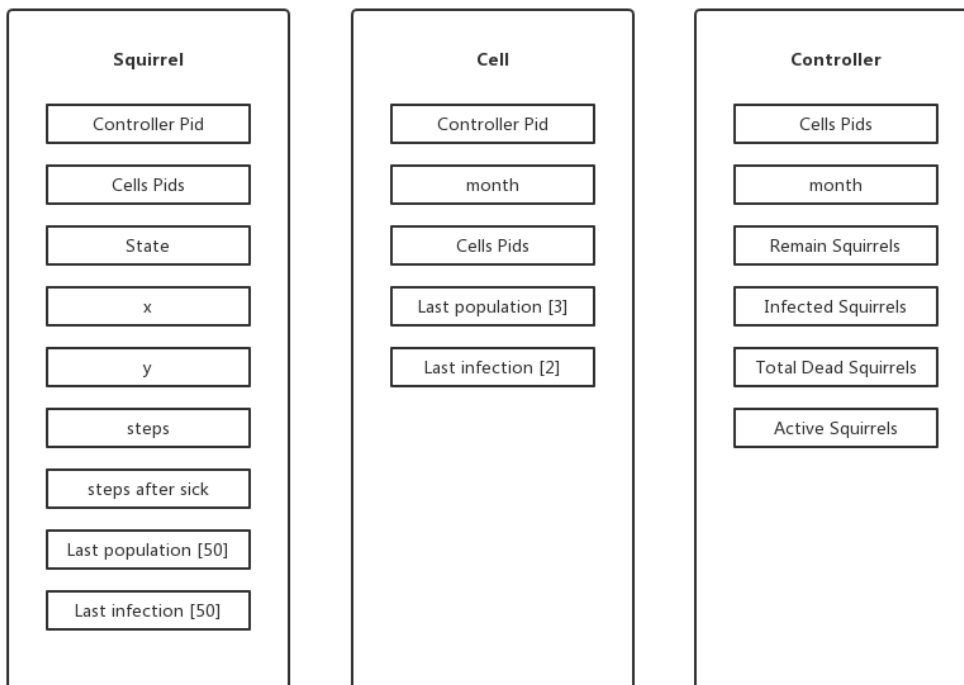 Squirrel
Controller Pid
Cells Pids
State
x
y
steps
steps after sick
Last population [50]
Last infection [50]
Cell
Controller Pid
month
Cells Pids
Last population [3]
Last infection [2]
Controller
Cells Pids
month
Remain Squirrels
Infected Squirrels
Total Dead Squirrels
Active Squirrels